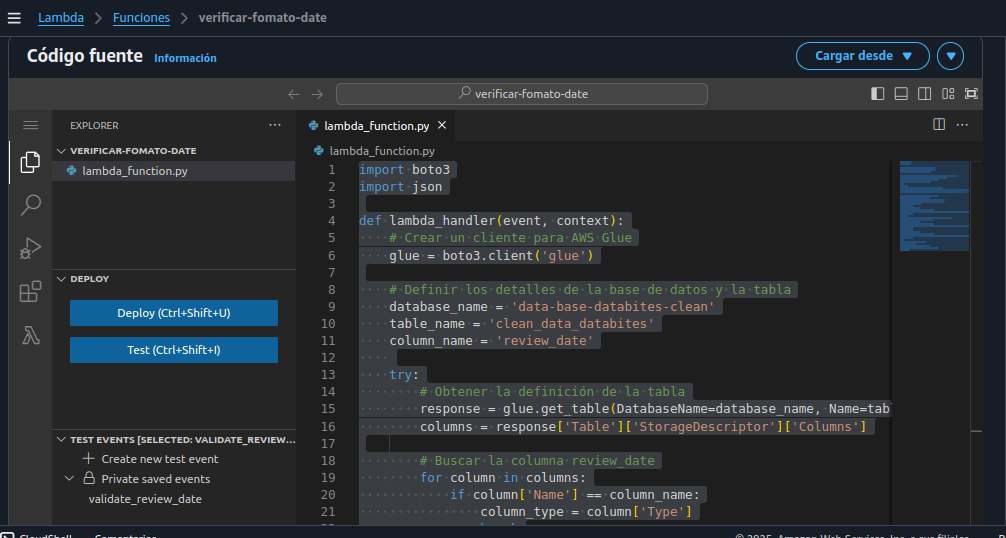 Lambda > Funciones > verificar-fomato-date
Código fuente Información
Cargar desde
verificar-fomato-date
EXPLORER
VERIFICAR-FOMATO-DATE
lambda_function.py
DEPLOY
Deploy (Ctrl+Shift+U)
Test (Ctrl+Shift+I)
TEST EVENTS [SELECTED: VALIDATE_REVIEW...
Create new test event
Private saved events
validate_review_date
lambda_function.py
lambda_function.py
1 import boto3
2 import json
3
4 def lambda_handler(event, context):
5 # Crear un cliente para AWS Glue
6 glue = boto3.client('glue')
7
8 # Definir los detalles de la base de datos y la tabla
9 database_name = 'data-base-databites-clean'
10 table_name = 'clean_data_databites'
11 column_name = 'review_date'
12
13 try:
14 # Obtener la definición de la tabla
15 response = glue.get_table(DatabaseName=database_name, Name=tab
16 columns = response['Table']['StorageDescriptor']['Columns']
17
18 # Buscar la columna review_date
19 for column in columns:
20 if column['Name'] == column_name:
21 column_type = column['Type']
CloudShell Comentarios
© 2025, Amazon Web Services, Inc. o sus filiales.